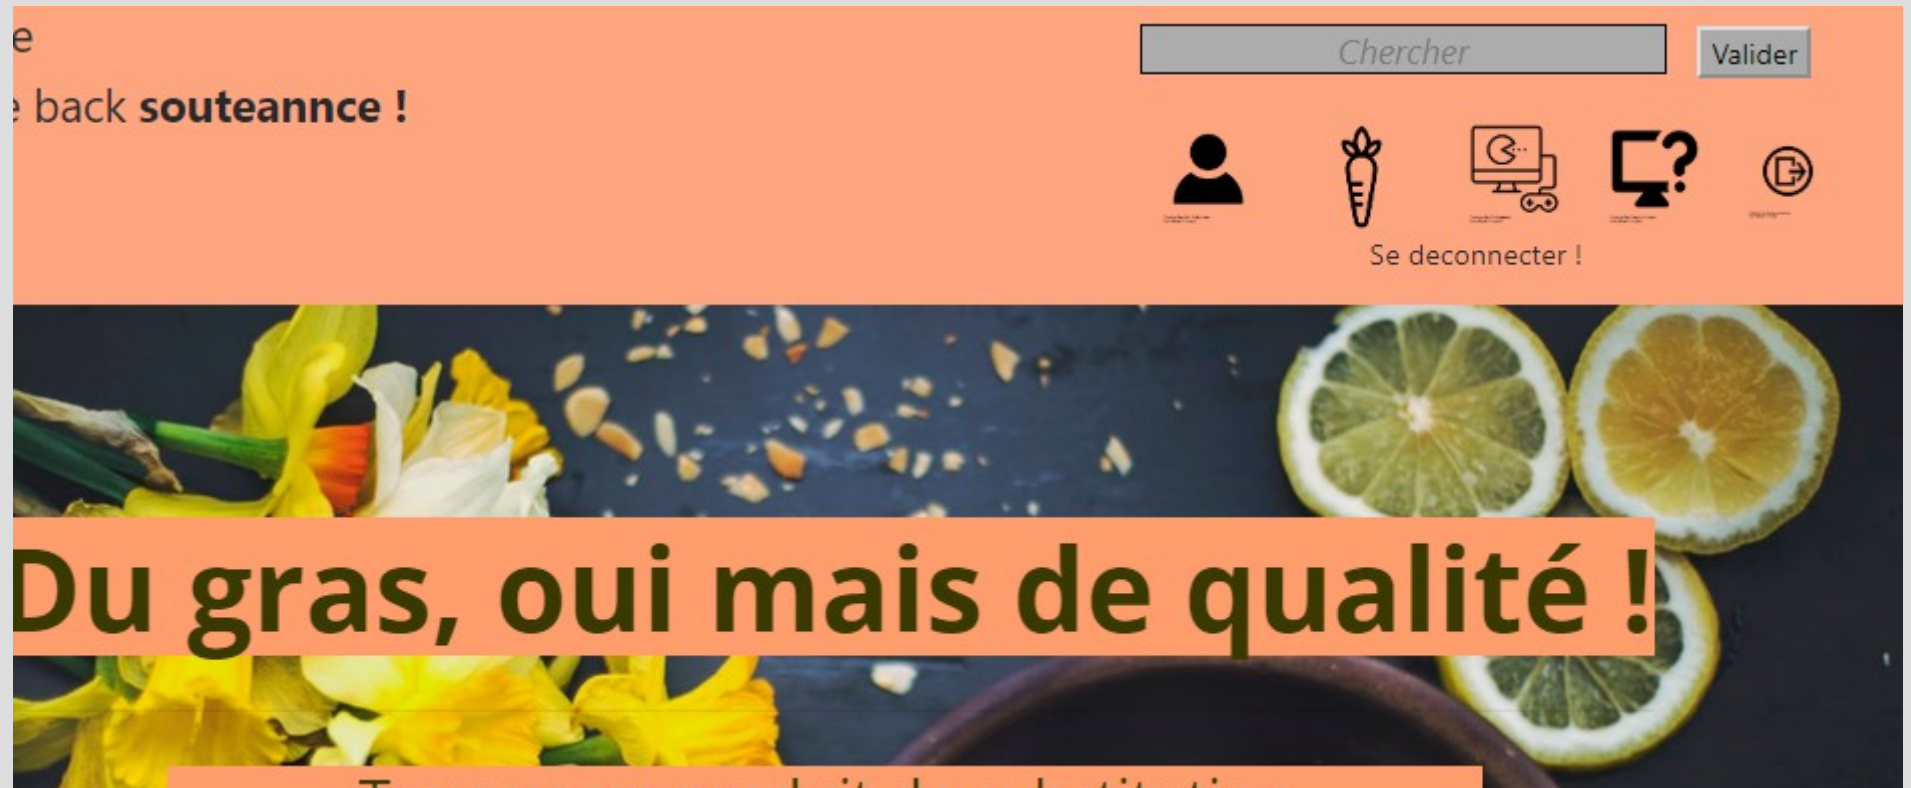 e
e back souteannce !
Chercher
Valider
Se deconnecter !
Du gras, oui mais de qualité !